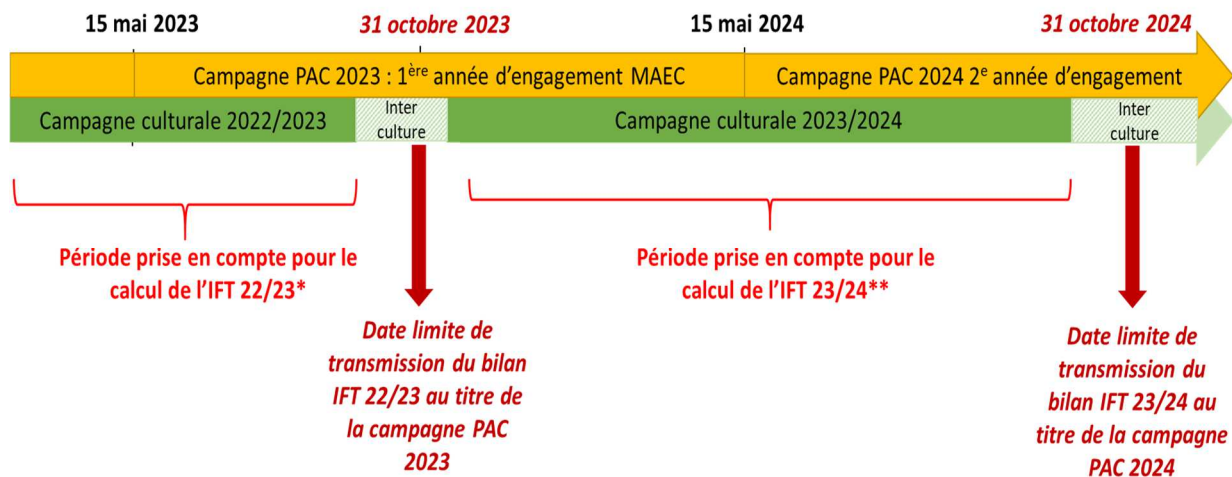 15 mai 2023
31 octobre 2023
15 mai 2024
31 octobre 2024
Campagne PAC 2023 : 1ère année d'engagement MAEC
Campagne PAC 2024 2e année d'engagement
Campagne culturale 2022/2023
Inter
culture
Campagne culturale 2023/2024
Inter
culture
Période prise en compte pour le
calcul de l'IFT 22/23*
Période prise en compte pour le
calcul de l'IFT 23/24**
Date limite de
transmission du bilan
IFT 22/23 au titre de
la campagne PAC
2023
Date limite de
transmission du
bilan IFT 23/24 au
titre de la campagne
PAC 2024